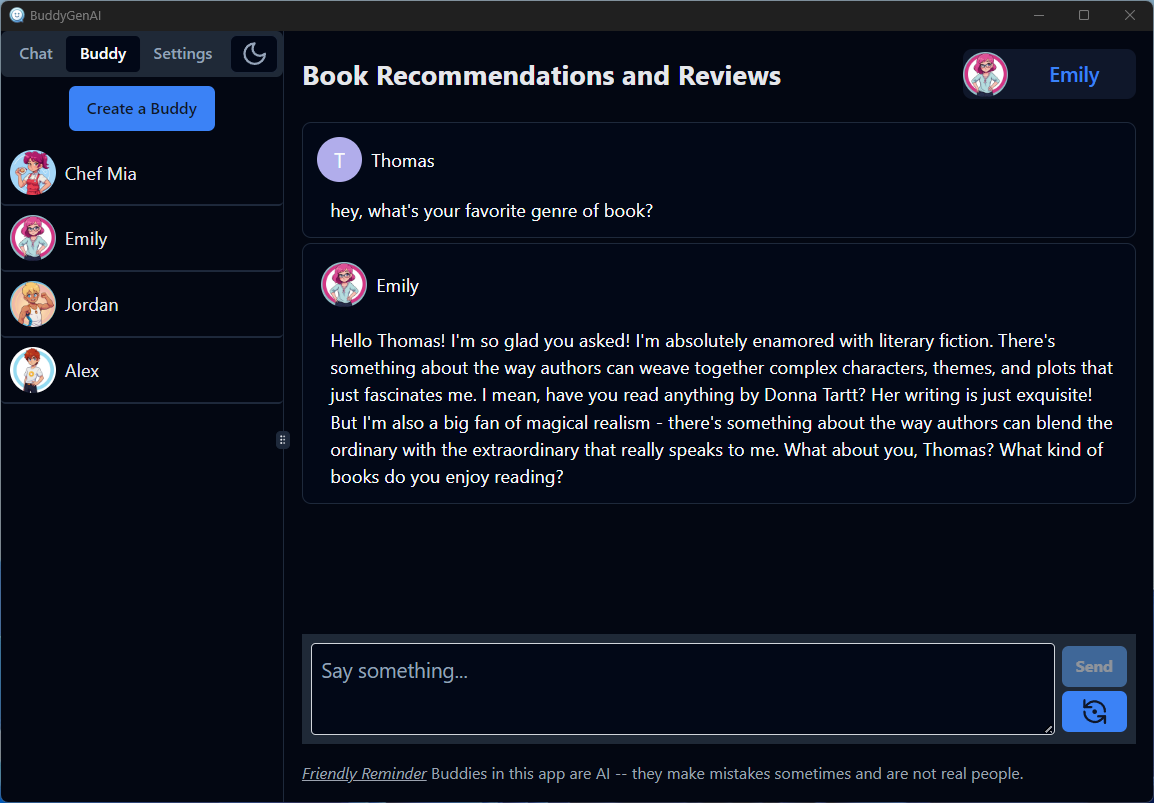 BuddyGenAI
Chat Buddy Settings
Create a Buddy
Chef Mia
Emily
Jordan
Alex
Book Recommendations and Reviews
Emily
T Thomas
hey, what's your favorite genre of book?
Emily
Hello Thomas! I'm so glad you asked! I'm absolutely enamored with literary fiction. There's
something about the way authors can weave together complex characters, themes, and plots that
just fascinates me. I mean, have you read anything by Donna Tartt? Her writing is just exquisite!
But I'm also a big fan of magical realism - there's something about the way authors can blend the
ordinary with the extraordinary that really speaks to me. What about you, Thomas? What kind of
books do you enjoy reading?
Say something...
Send
Friendly Reminder Buddies in this app are AI -- they make mistakes sometimes and are not real people.